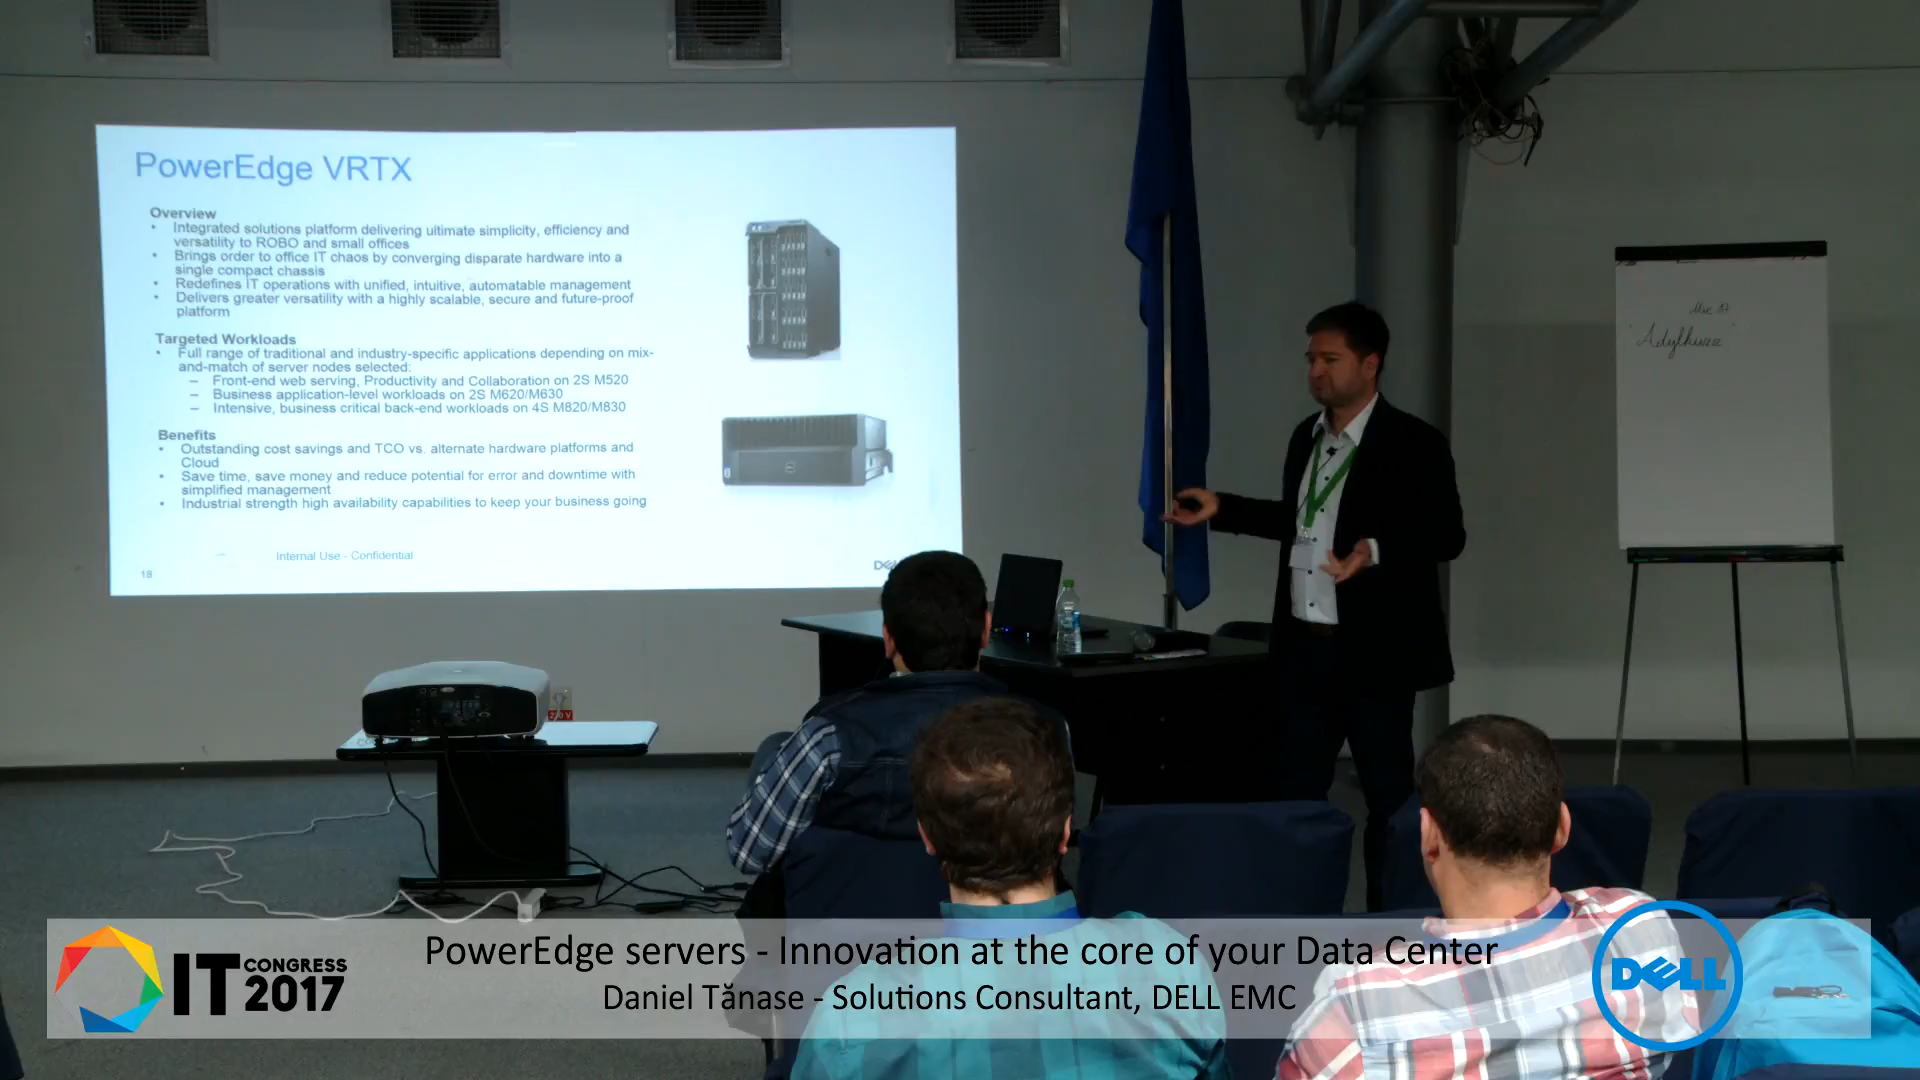 PowerEdge VRTX
Overview
• Integrated solutions platform delivering ultimate simplicity, efficiency and
versatility to ROBO and small offices
• Brings order to office IT chaos by converging disparate hardware into a
single compact chassis
• Redefines IT operations with unified, intuitive, automatable management
• Delivers greater versatility with a highly scalable, secure and future-proof
platform
Targeted Workloads
• Full range of traditional and industry-specific applications depending on mix-
and-match of server nodes selected:
– Front-end web serving, Productivity and Collaboration on 2S M520
– Business application-level workloads on 2S M620/M630
– Intensive, business critical back-end workloads on 4S M820/M830
Benefits
• Outstanding cost savings and TCO vs. alternate hardware platforms and
Cloud
• Save time, save money and reduce potential for error and downtime with
simplified management
• Industrial strength high availability capabilities to keep your business going
Internal Use - Confidential
18
IT CONGRESS
2017
PowerEdge servers - Innovation at the core of your Data Center
Daniel Tănase - Solutions Consultant, DELL EMC
DELL